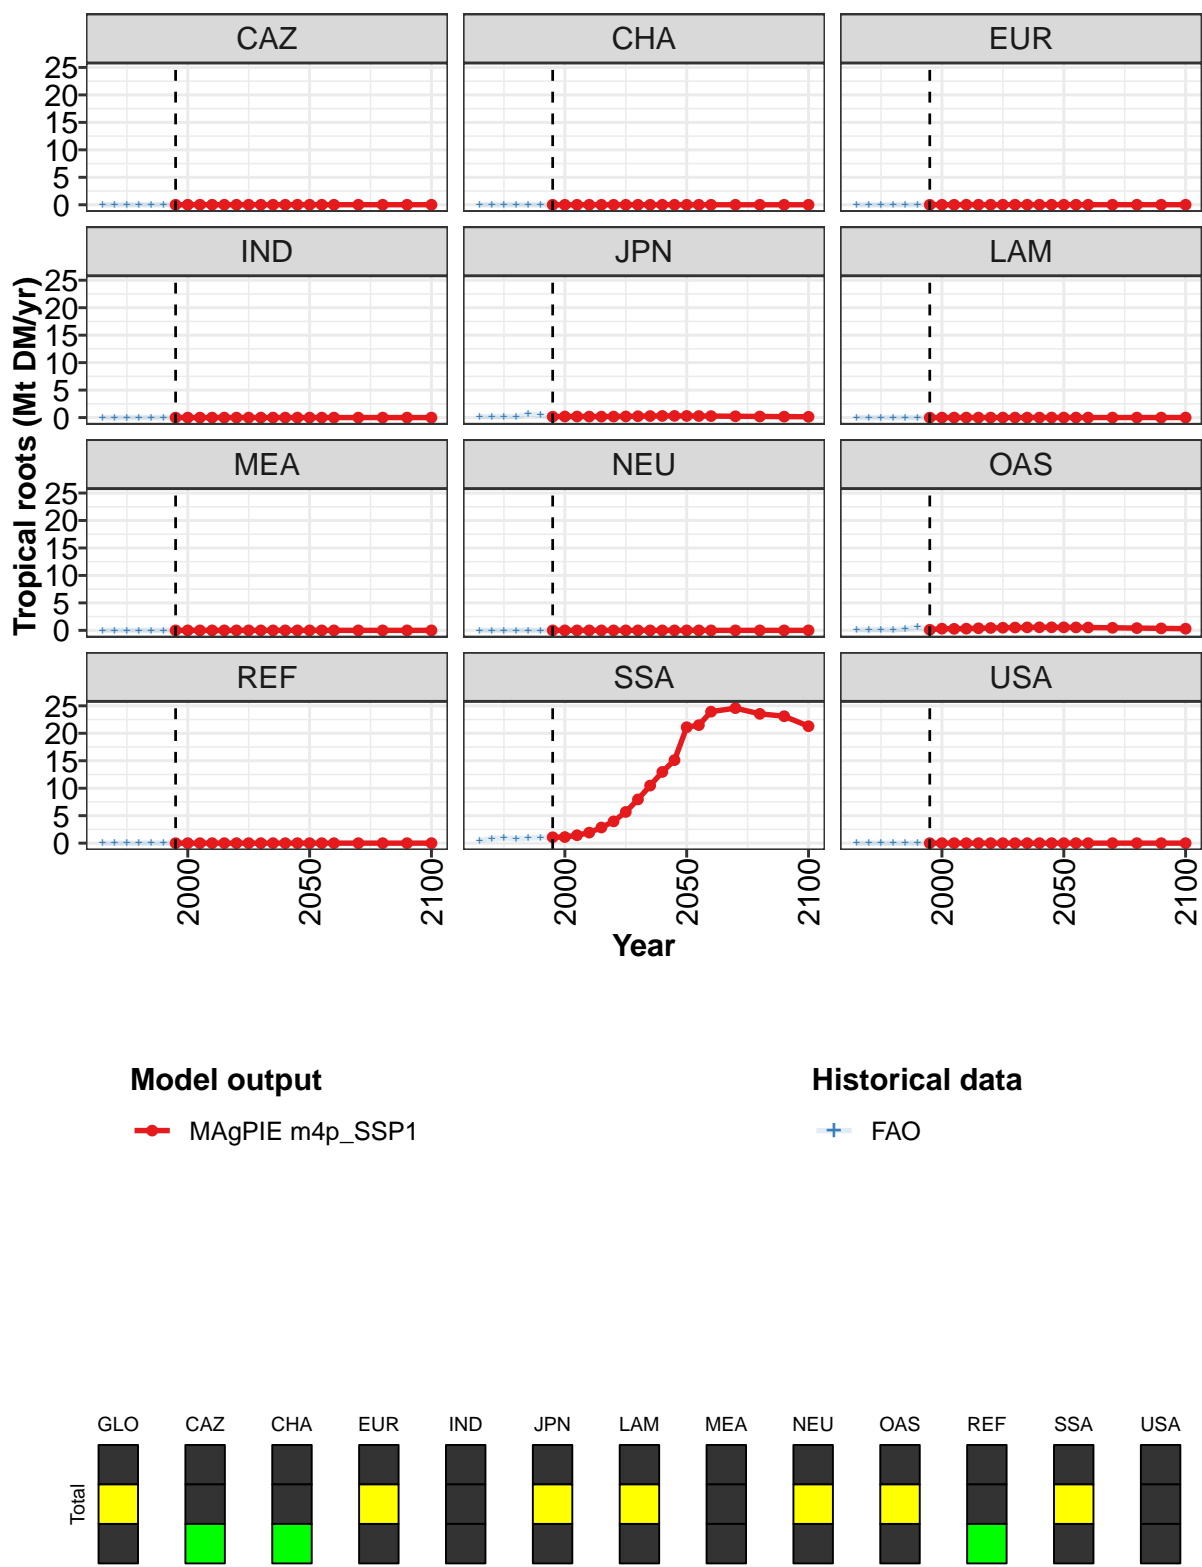 CAZ CHA EUR
25
20
15
10
5
0
IND JPN LAM
25
20
15
10
5
0
MEA NEU OAS
25
20
15
10
5
0
REF SSA USA
25
20
15
10
5
0
Tropical roots (Mt DM/yr)
2000 2050 2100 2000 2050 2100 2000 2050 2100
Year
Model output Historical data
MAgPIE m4p_SSP1 FAO
GLO CAZ CHA EUR IND JPN LAM MEA NEU OAS REF SSA USA
Total